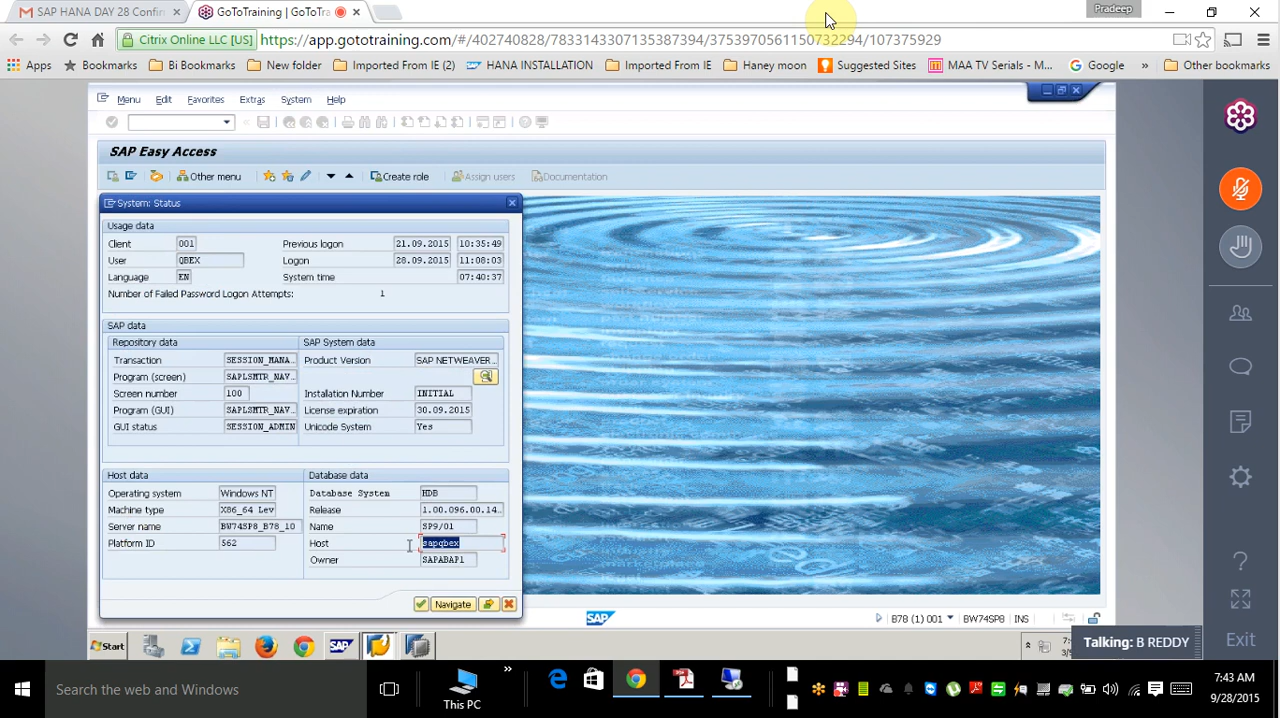 SAP HANA DAY 28 Confir
GoToTraining | GoToTra
Pradeep
Citrix Online LLC [US]
https://app.gototraining.com/#/402740828/7833143307135387394/3753970561150732294/107375929
Apps
Bookmarks
Bi Bookmarks
New folder
Imported From IE (2)
HANA INSTALLATION
Imported From IE
Haney moon
Suggested Sites
MAA TV Serials - M...
Google
»
Other bookmarks
Menu Edit Favorites Extras System Help
SAP Easy Access
Other menu
Create role
Assign users
Documentation
System: Status
Usage data
Client 001 Previous logon 21.09.2015 10:35:49
User QBEX Logon 28.09.2015 11:08:03
Language EN System time 07:40:37
Number of Failed Password Logon Attempts: 1
SAP data
Repository data SAP System data
Transaction SESSION_MANA.. Product Version SAP NETWEAVER..
Program (screen) SAPLSMTR_NAV..
Screen number 100 Installation Number INITIAL
Program (GUI) SAPLSMTR_NAV.. License expiration 30.09.2015
GUI status SESSION_ADMIN Unicode System Yes
Host data Database data
Operating system Windows NT Database System HDB
Machine type X86_64 Lev Release 1.00.096.00.14..
Server name BW74SP8_B78_10 Name SP9/01
Platform ID 562 Host sapqbex
Owner SAPABAP1
Navigate
SAP
B78 (1) 001
BW74SP8
INS
Start
SAP
Talking: B REDDY
Exit
Search the web and Windows
This PC
»
7:43 AM
9/28/2015